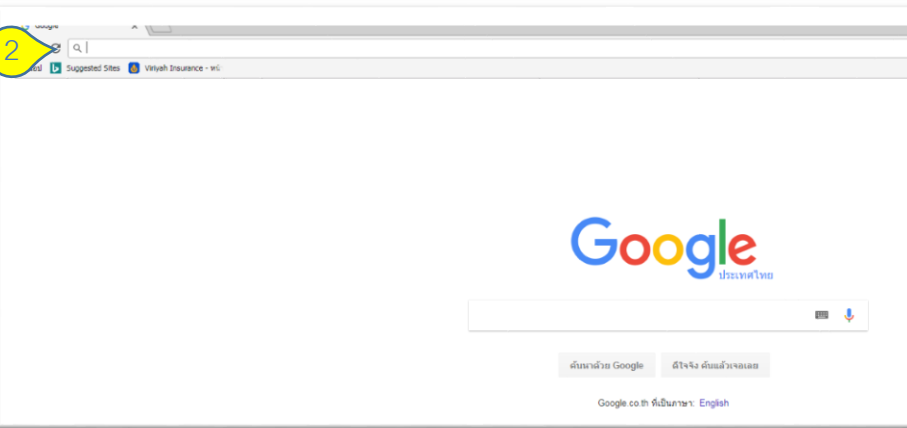 Google
2
Suggested Sites Viriyah Insurance - หน้
Google
ประเทศไทย
ค้นหาด้วย Google ดีใจจัง ค้นแล้วเจอเลย
Google.co.th ที่เป็นภาษา: English